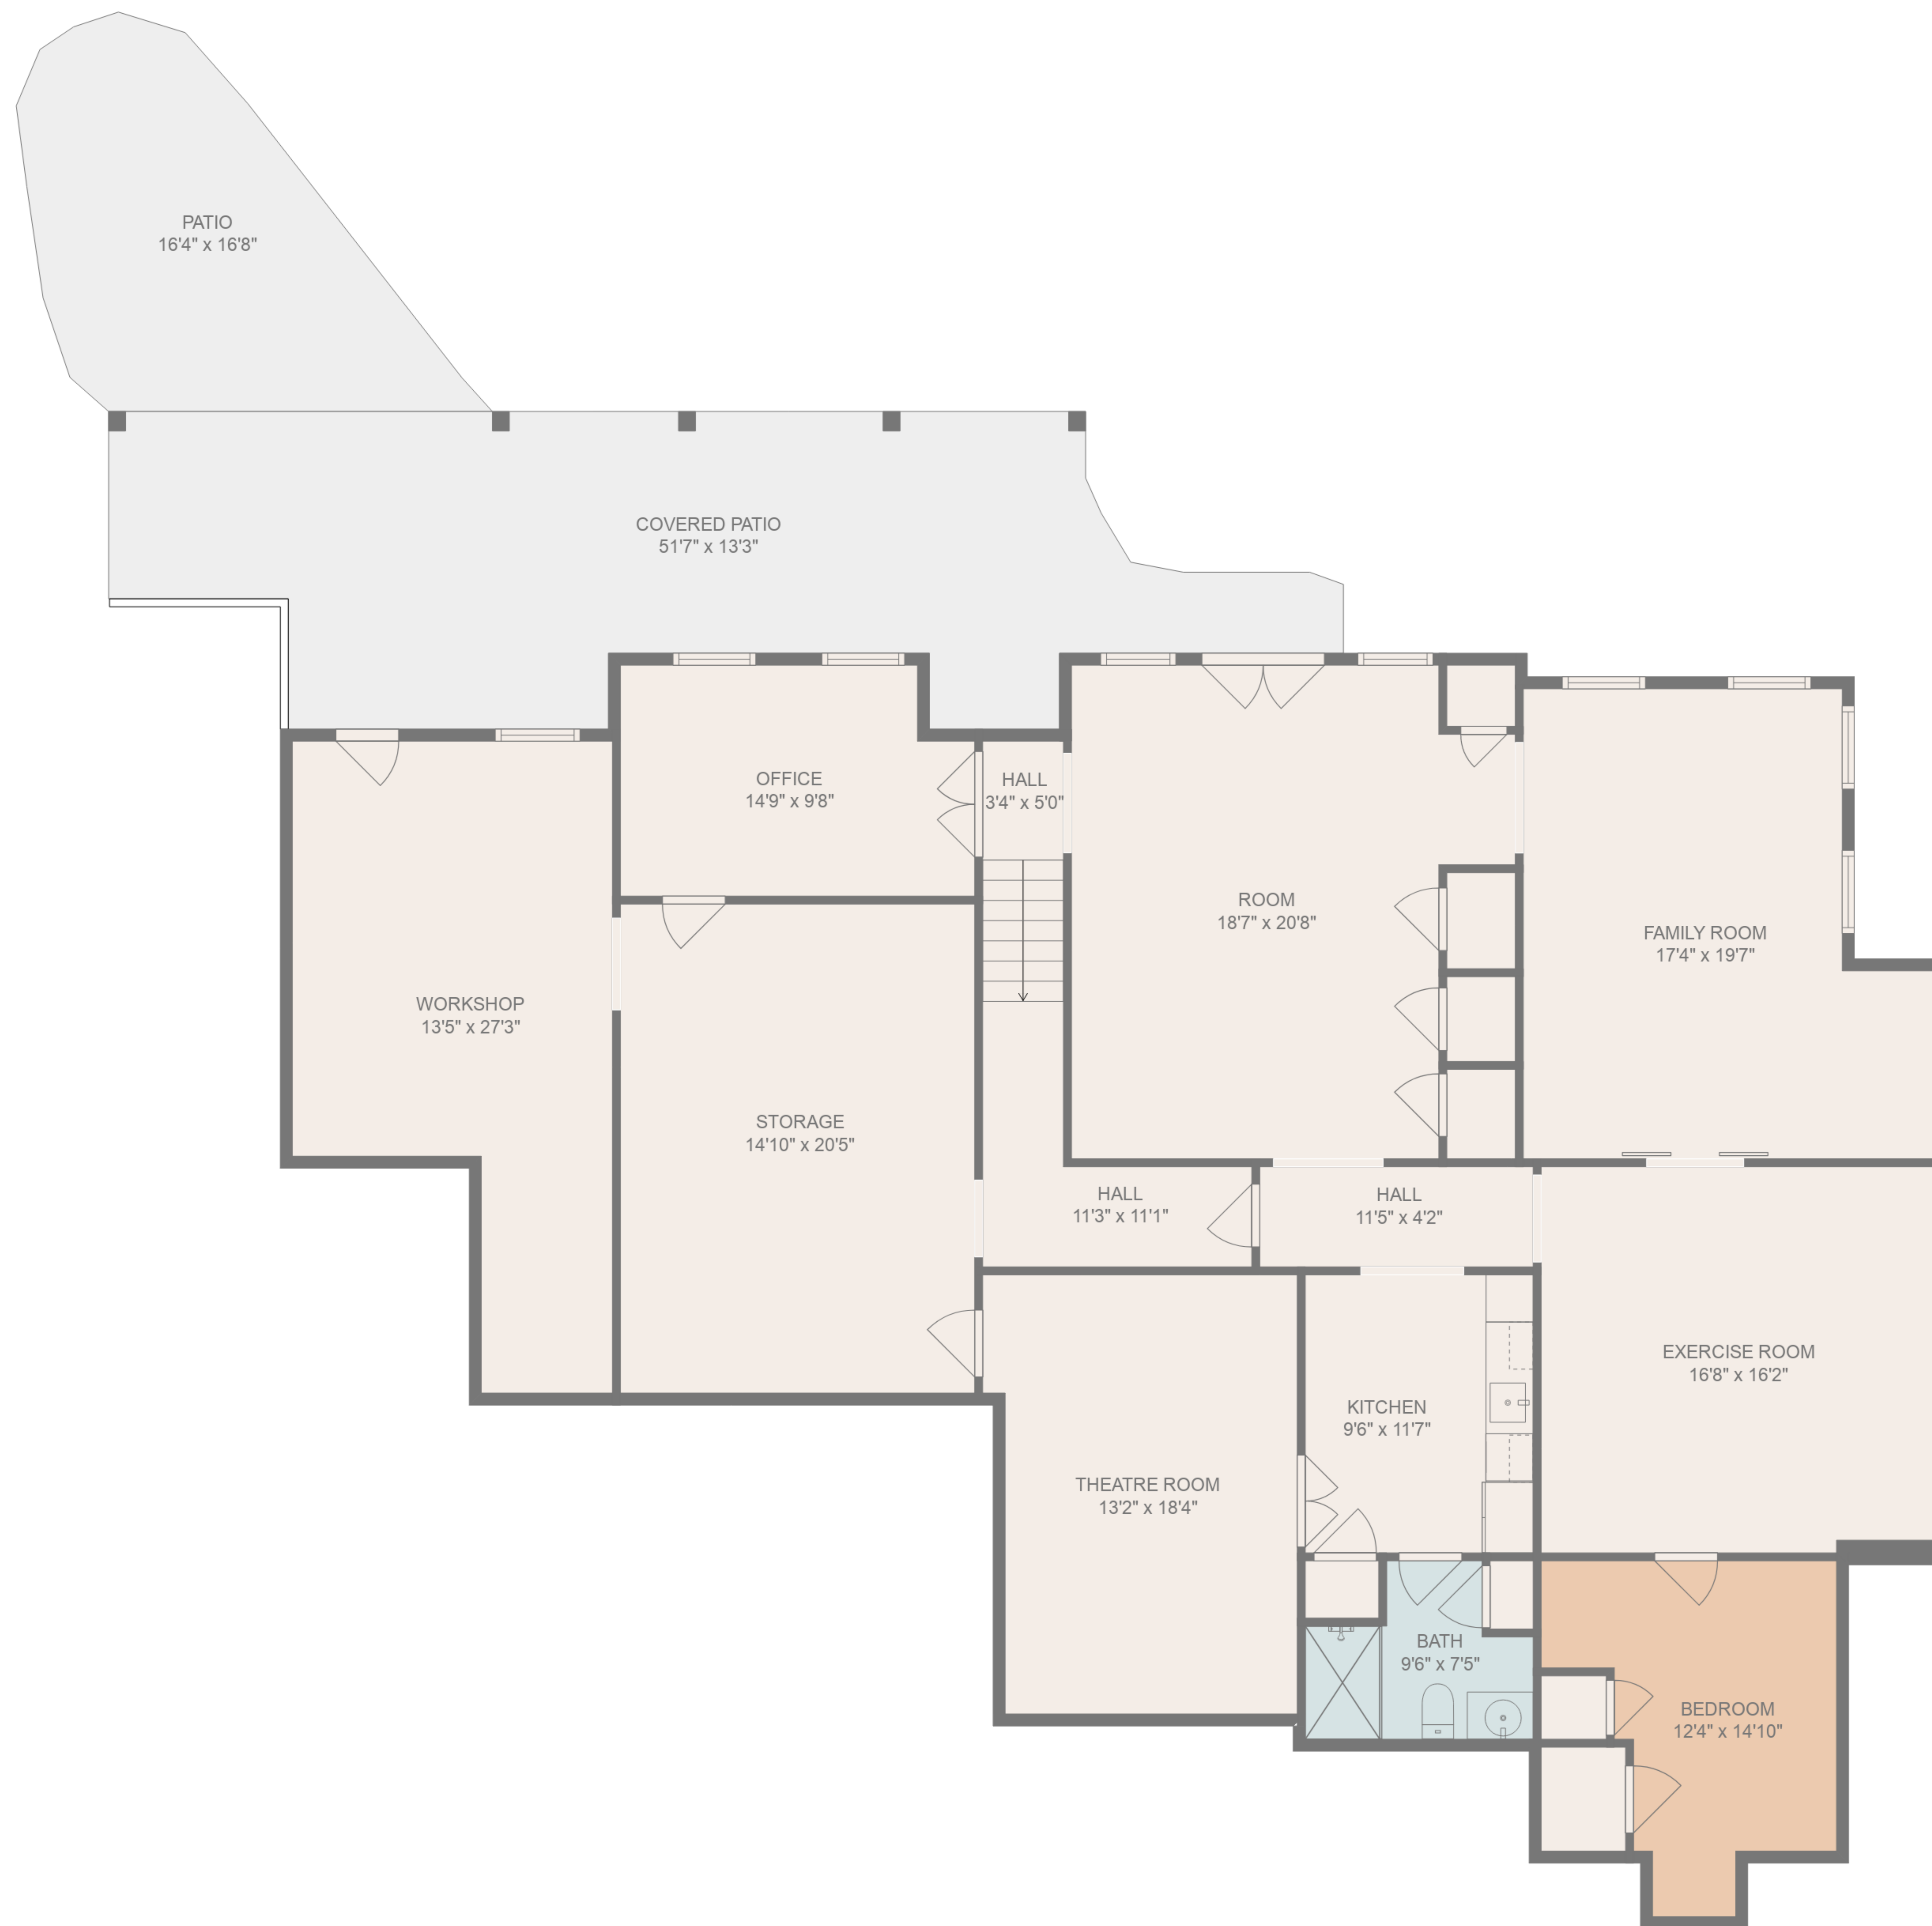 PATIO
16'4" x 16'8"
COVERED PATIO
51'7" x 13'3"
OFFICE
14'9" x 9'8"
HALL
3'4" x 5'0"
ROOM
18'7" x 20'8"
FAMILY ROOM
17'4" x 19'7"
WORKSHOP
13'5" x 27'3"
STORAGE
14'10" x 20'5"
HALL
11'3" x 11'1"
HALL
11'5" x 4'2"
EXERCISE ROOM
16'8" x 16'2"
KITCHEN
9'6" x 11'7"
THEATRE ROOM
13'2" x 18'4"
BATH
9'6" x 7'5"
BEDROOM
12'4" x 14'10"